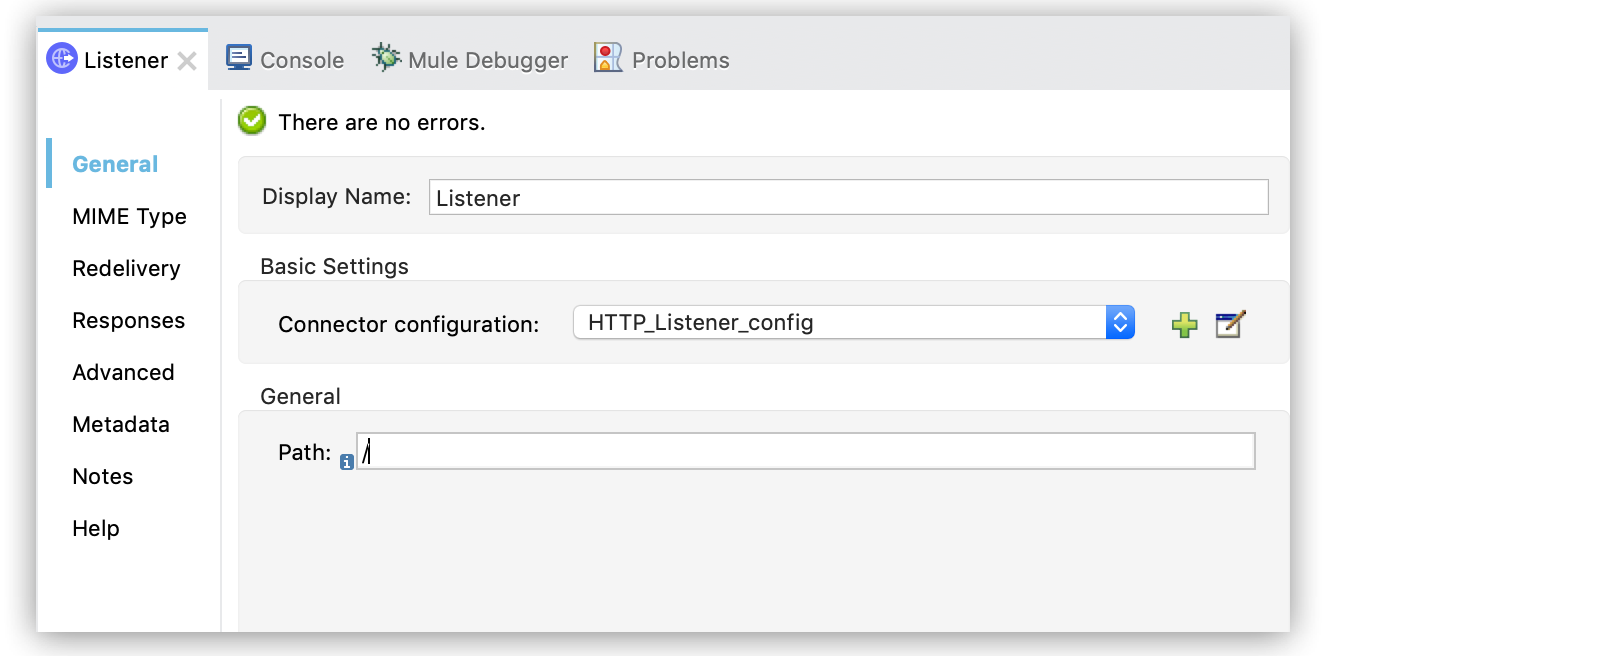 Listener Console Mule Debugger Problems
There are no errors.
General
MIME Type
Redelivery
Responses
Advanced
Metadata
Notes
Help
Display Name: Listener
Basic Settings
Connector configuration: HTTP_Listener_config
General
Path: /